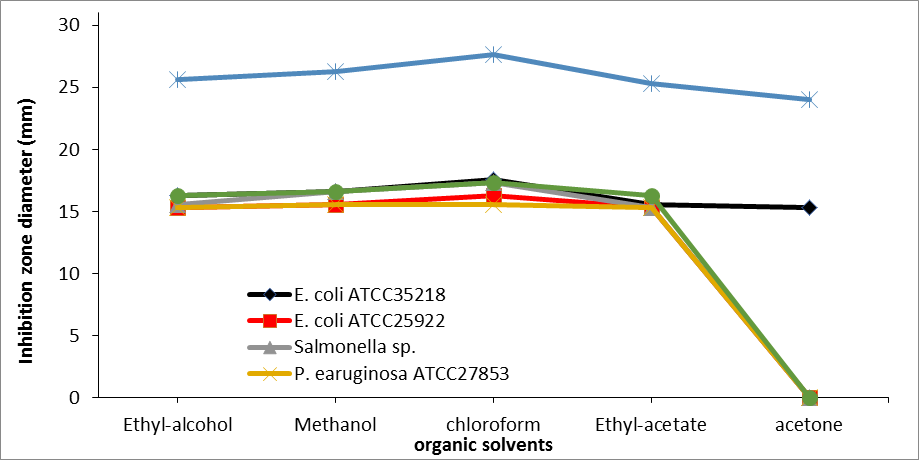 30
25
20
15
10
5
0
Inhibition zone diameter (mm)
E. coli ATCC35218
E. coli ATCC25922
Salmonella sp.
P. earuginosa ATCC27853
Ethyl-alcohol Methanol chloroform Ethyl-acetate acetone
organic solvents